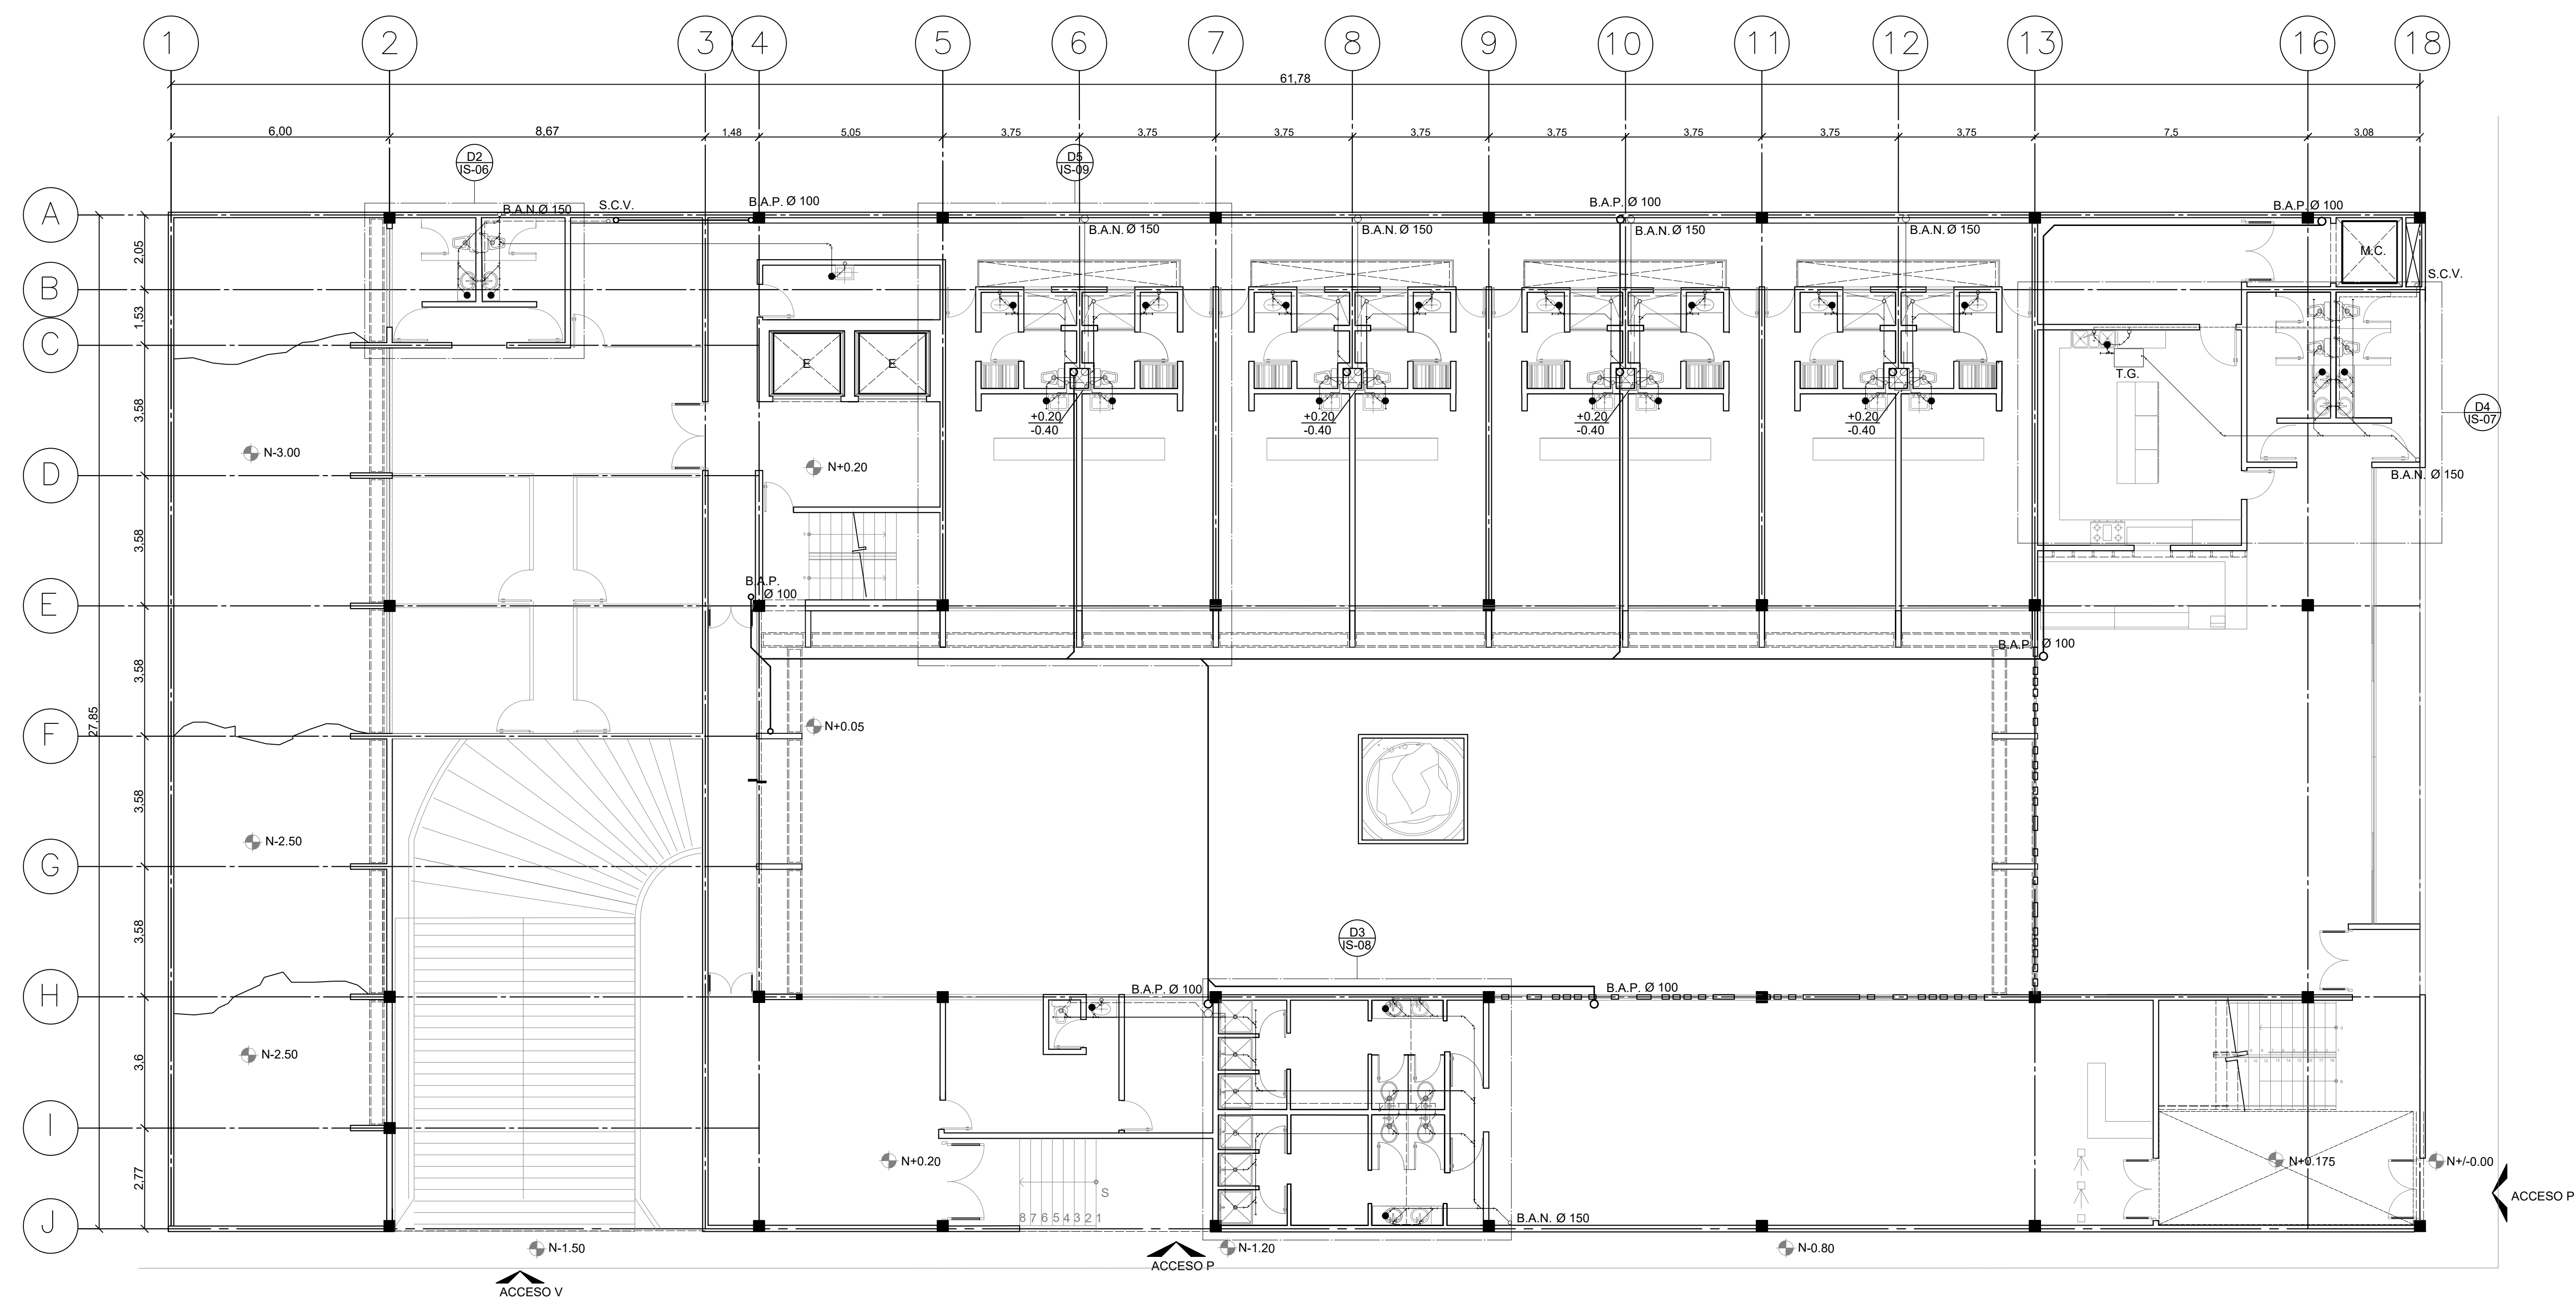 1 2 3 4 5 6 7 8 9 10 11 12 13 16 18
61,78
6,00 8,67 1,48 5,05 3,75 3,75 3,75 3,75 3,75 3,75 3,75 3,75 7,5 3,08
D2
IS-06
D5
IS-09
A
B.A.N.Ø 150
S.C.V.
B.A.P. Ø 100
B.A.P. Ø 100
B.A.P. Ø 100
B.A.N. Ø 150
B.A.N. Ø 150
B.A.N. Ø 150
B.A.N. Ø 150
2,05
M.C.
S.C.V.
B
1.53
C
E
E
T.G.
3,58
+0.20
-0.40
+0.20
-0.40
+0.20
-0.40
+0.20
-0.40
D4
IS-07
N-3.00
N+0.20
D
B.A.N. Ø 150
3,58
B.A.P.
Ø 100
E
B.A.P. Ø 100
3,58
27,85
F
N+0.05
3,58
N-2.50
G
3,58
D3
IS-08
H
B.A.P. Ø 100
B.A.P. Ø 100
3,6
N-2.50
I
N+0.20
N+0.175
N+/-0.00
2,77
S
ACCESO P
8 7 6 5 4 3 2 1
J
B.A.N. Ø 150
N-1.50
N-1.20
N-0.80
ACCESO P
ACCESO V